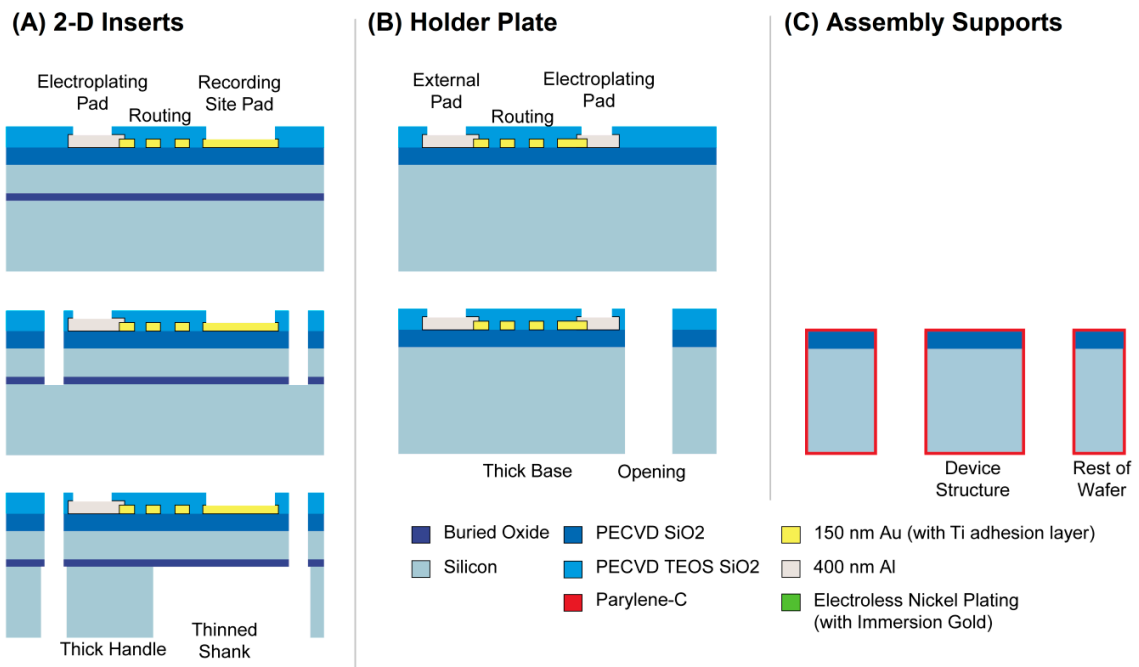 (A) 2-D Inserts
Electroplating
Pad
Routing
Recording
Site Pad
Thick Handle
Thinned
Shank
(B) Holder Plate
External
Pad
Routing
Electroplating
Pad
Thick Base
Opening
(C) Assembly Supports
Device
Structure
Rest of
Wafer
Buried Oxide
Silicon
PECVD SiO2
PECVD TEOS SiO2
Parylene-C
150 nm Au (with Ti adhesion layer)
400 nm Al
Electroless Nickel Plating
(with Immersion Gold)